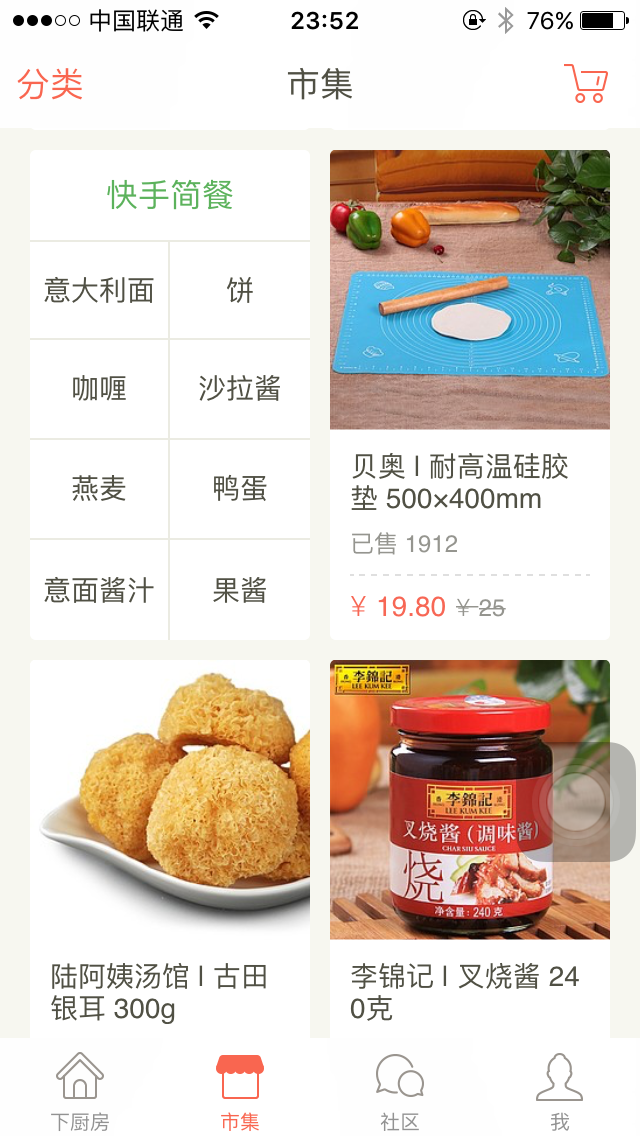 中国联通 23:52 76%
分类 市集
快手简餐
意大利面 饼
咖喱 沙拉酱
燕麦 鸭蛋
意面酱汁 果酱
贝奥 | 耐高温硅胶
垫 500×400mm
已售 1912
¥ 19.80 ¥ 25
陆阿姨汤馆 | 古田
银耳 300g
李錦記
LEE KUM KEE
李錦記
LEE KUM KEE
叉烧酱（调味酱）
CHAR SIU SAUCE
烧
净含量：240 克
李锦记 | 叉烧酱 24
0克
下厨房 市集 社区 我